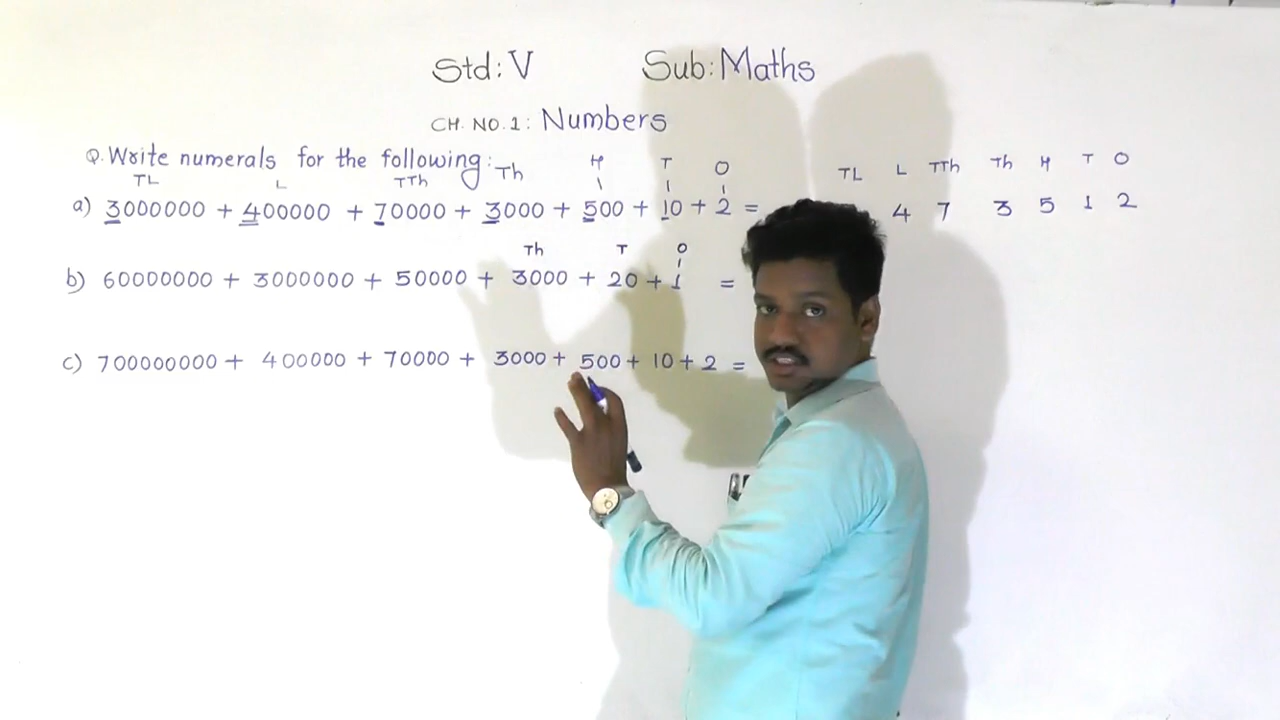 Std: V Sub: Maths
CH. NO. 1: Numbers
Q. Write numerals for the following:
TL L TTh Th H T O TL L TTh Th H T O
a) 3000000 + 400000 + 70000 + 3000 + 500 + 10 + 2 = 4 7 3 5 1 2
Th T O
b) 60000000 + 3000000 + 50000 + 3000 + 20 + 1 =
c) 700000000 + 400000 + 70000 + 3000 + 500 + 10 + 2 =